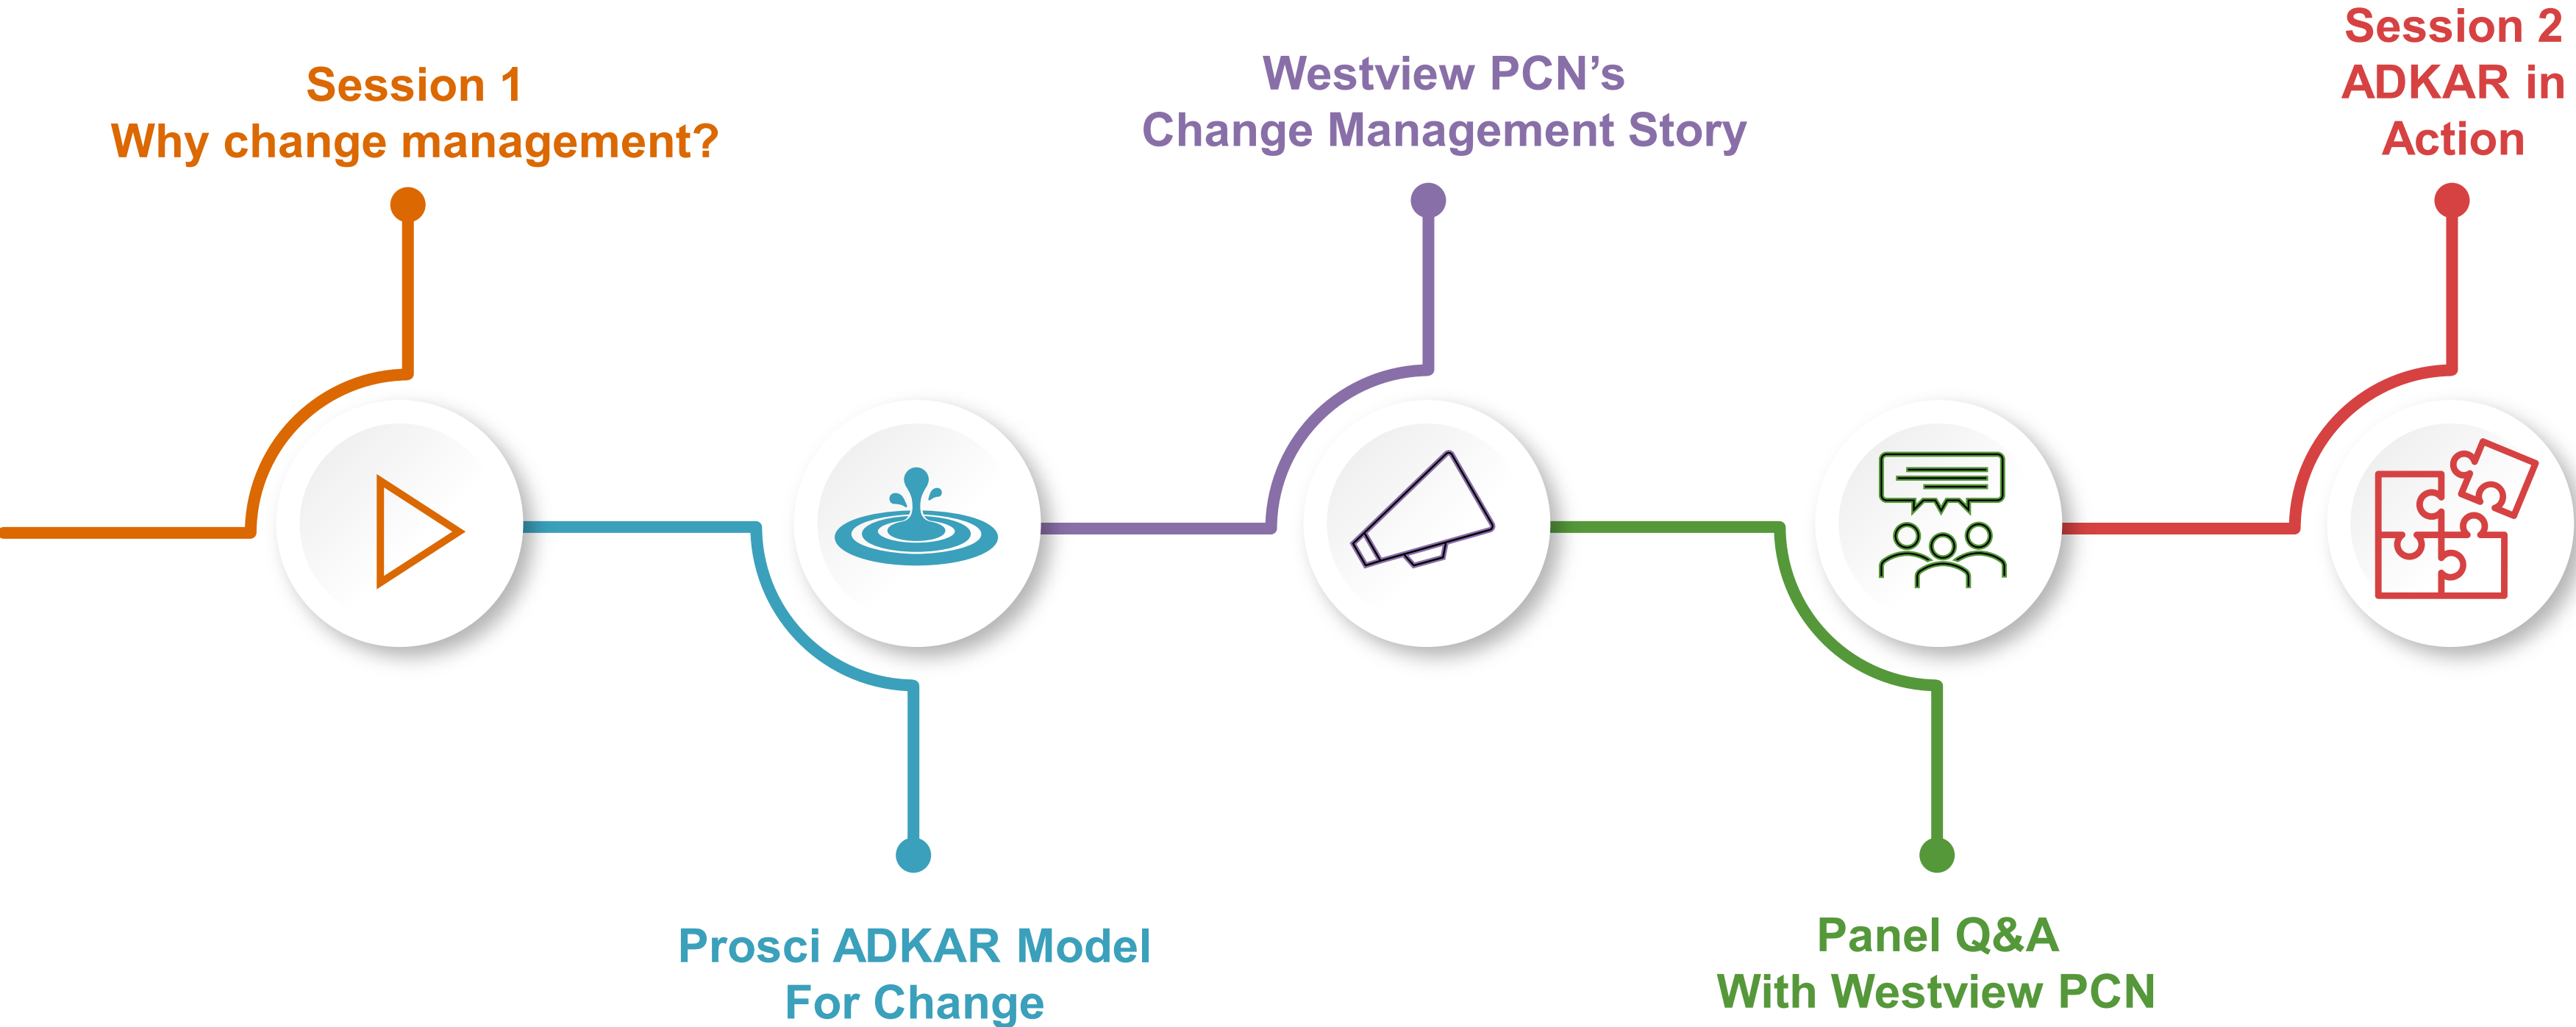 Session 1
Why change management?
Prosci ADKAR Model
For Change
Westview PCN’s
Change Management Story
Panel Q&A
With Westview PCN
Session 2
ADKAR in
Action